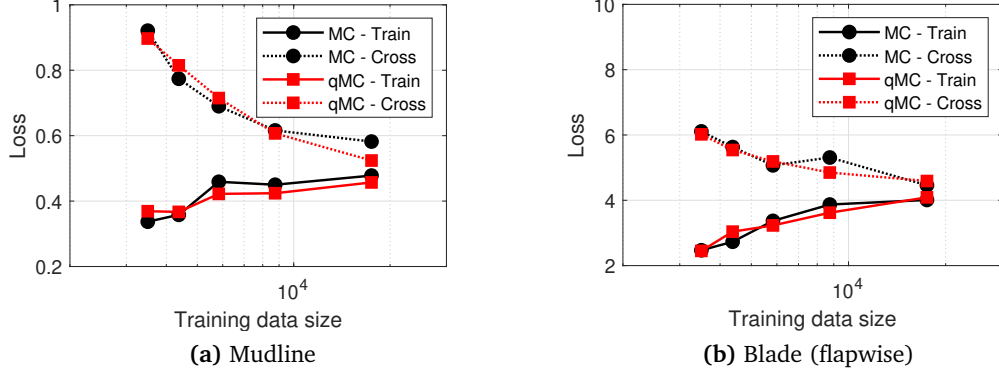 1
0.8
0.6
0.4
0.2
Loss
MC - Train
MC - Cross
qMC - Train
qMC - Cross
10^4
Training data size
(a) Mudline
10
8
6
4
2
Loss
MC - Train
MC - Cross
qMC - Train
qMC - Cross
10^4
Training data size
(b) Blade (flapwise)